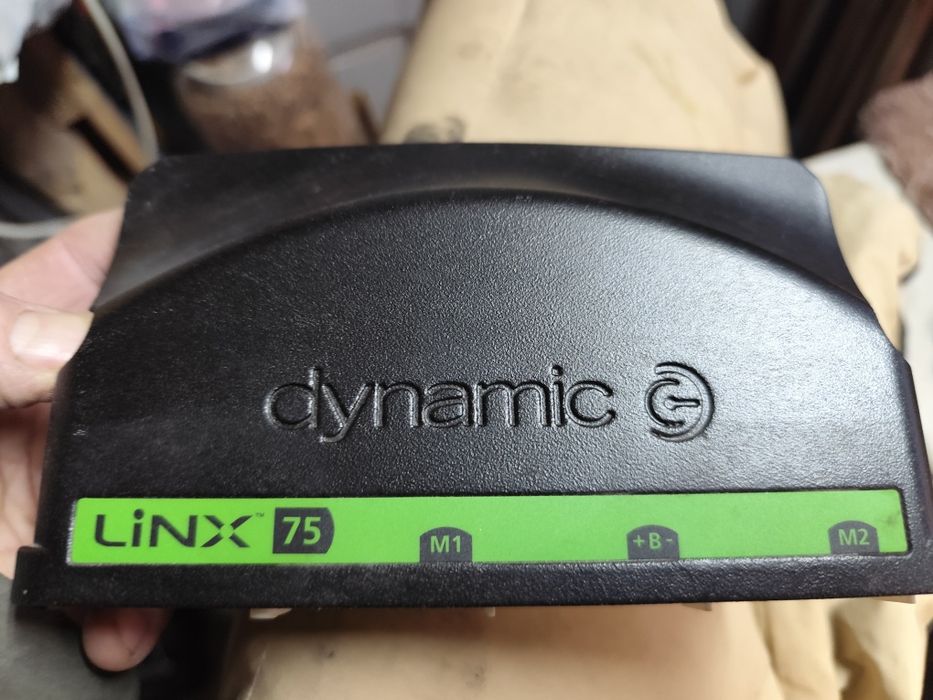 dynamic
LiNX™ 75
M1
+B-
M2